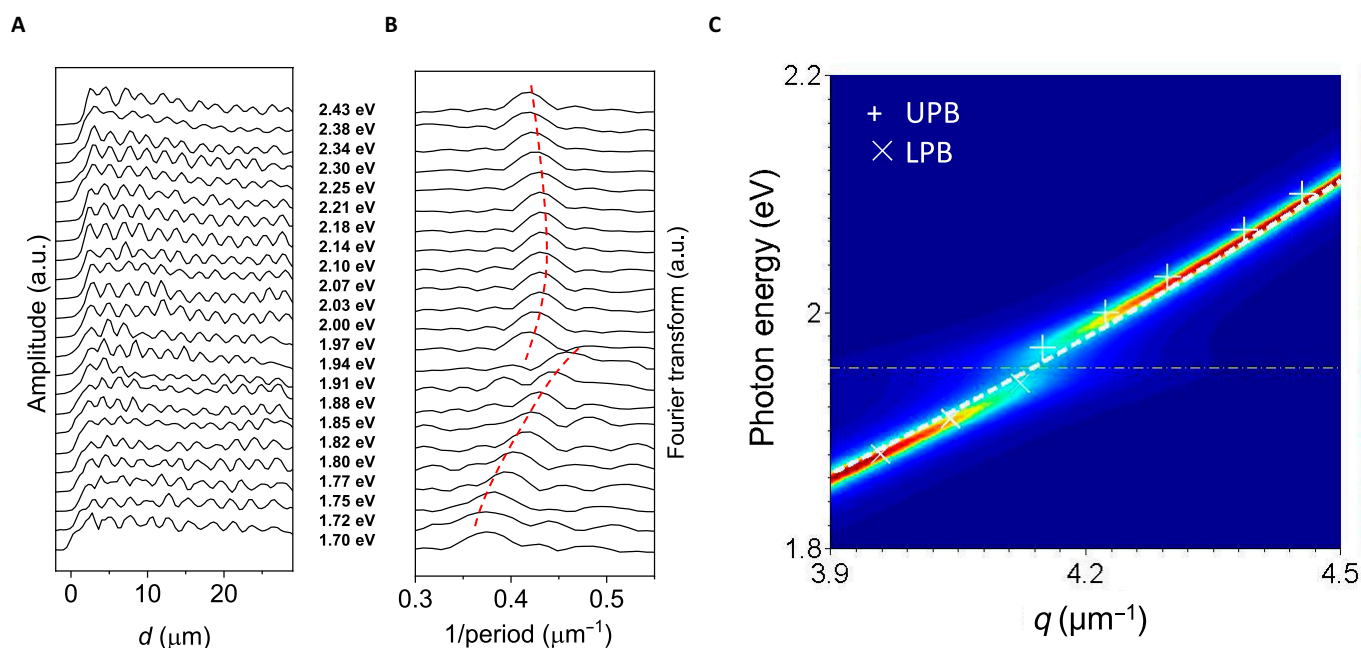 A
B
C
Amplitude (a.u.)
0
10
20
d (μm)
2.43 eV
2.38 eV
2.34 eV
2.30 eV
2.25 eV
2.21 eV
2.18 eV
2.14 eV
2.10 eV
2.07 eV
2.03 eV
2.00 eV
1.97 eV
1.94 eV
1.91 eV
1.88 eV
1.85 eV
1.82 eV
1.80 eV
1.77 eV
1.75 eV
1.72 eV
1.70 eV
0.3
0.4
0.5
1/period (μm⁻¹)
Fourier transform (a.u.)
Photon energy (eV)
2.2
2
1.8
UPB
LPB
3.9
4.2
4.5
q (μm⁻¹)